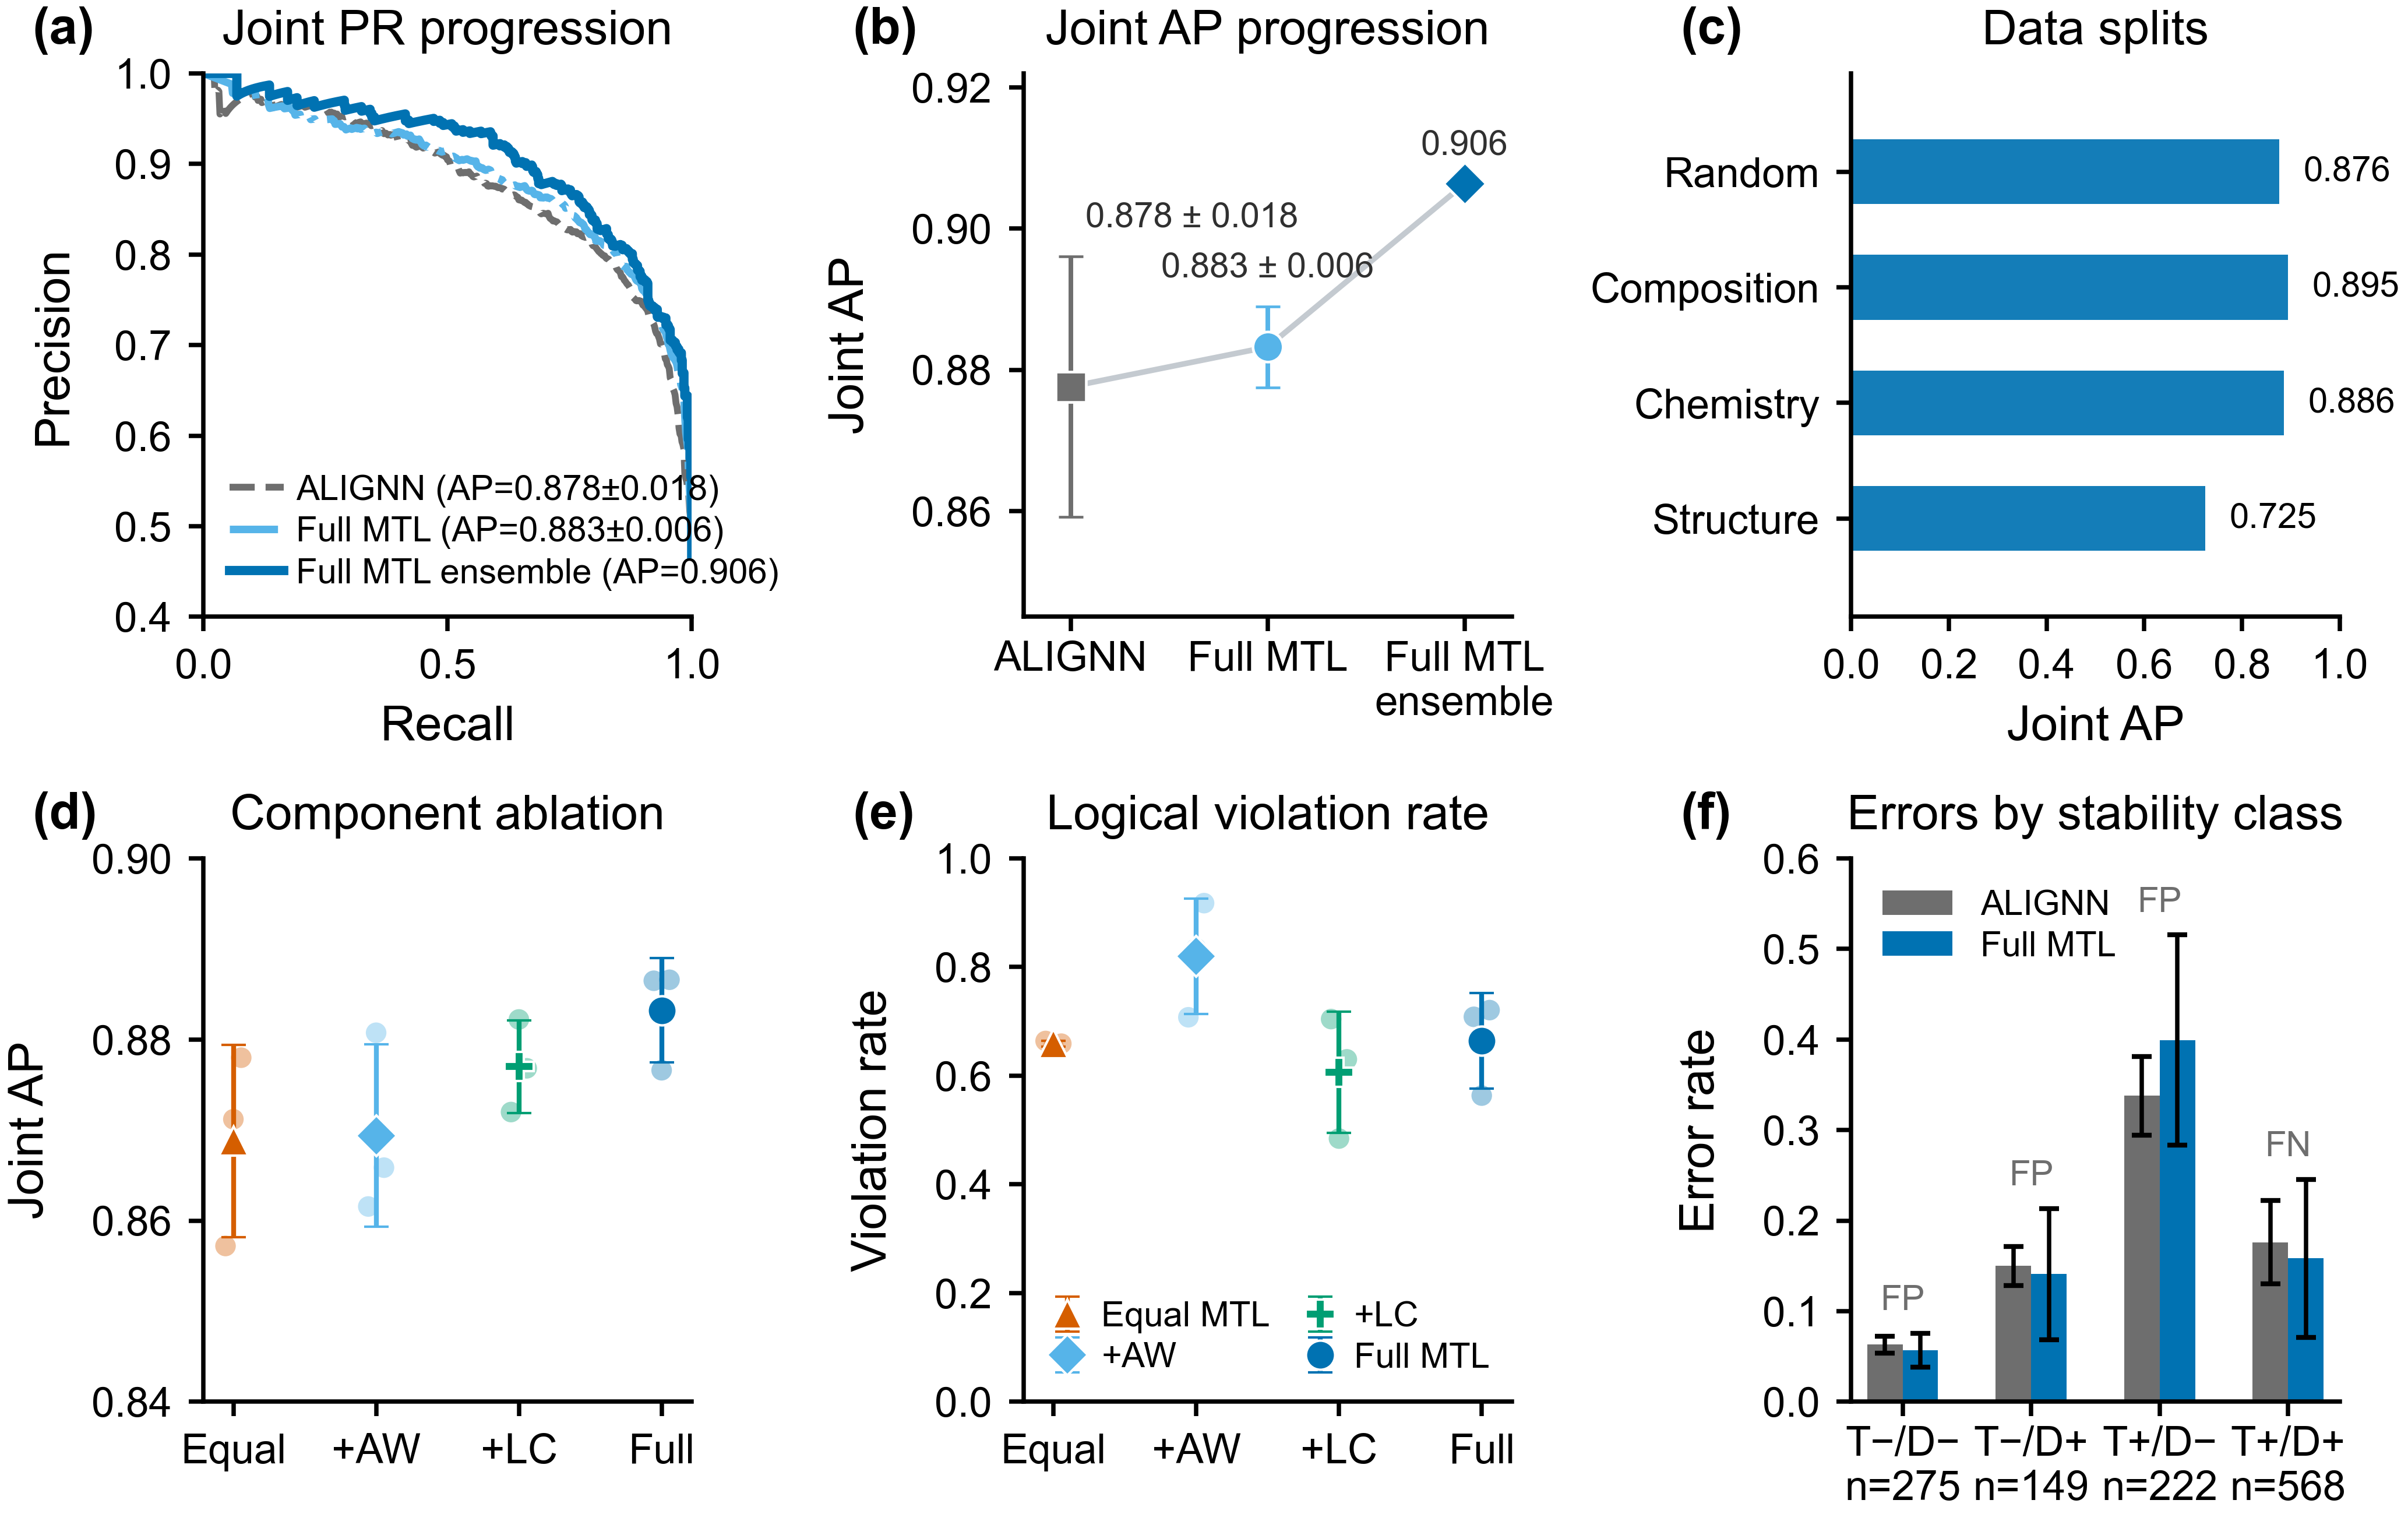 (a) Joint PR progression
1.0
0.9
0.8
0.7
0.6
0.5
0.4
Precision
ALIGNN (AP=0.878±0.018)
Full MTL (AP=0.883±0.006)
Full MTL ensemble (AP=0.906)
0.0 0.5 1.0
Recall
(b) Joint AP progression
0.92
0.90
0.88
0.86
Joint AP
0.878 ± 0.018
0.883 ± 0.006
0.906
ALIGNN Full MTL Full MTL
ensemble
(c) Data splits
Random 0.876
Composition 0.895
Chemistry 0.886
Structure 0.725
0.0 0.2 0.4 0.6 0.8 1.0
Joint AP
(d) Component ablation
0.90
0.88
0.86
0.84
Joint AP
Equal +AW +LC Full
(e) Logical violation rate
1.0
0.8
0.6
0.4
0.2
0.0
Violation rate
Equal MTL +LC
+AW Full MTL
Equal +AW +LC Full
(f) Errors by stability class
0.6
0.5
0.4
0.3
0.2
0.1
0.0
Error rate
ALIGNN
Full MTL
FP
FP
FP
FN
T−/D− T−/D+ T+/D− T+/D+
n=275 n=149 n=222 n=568